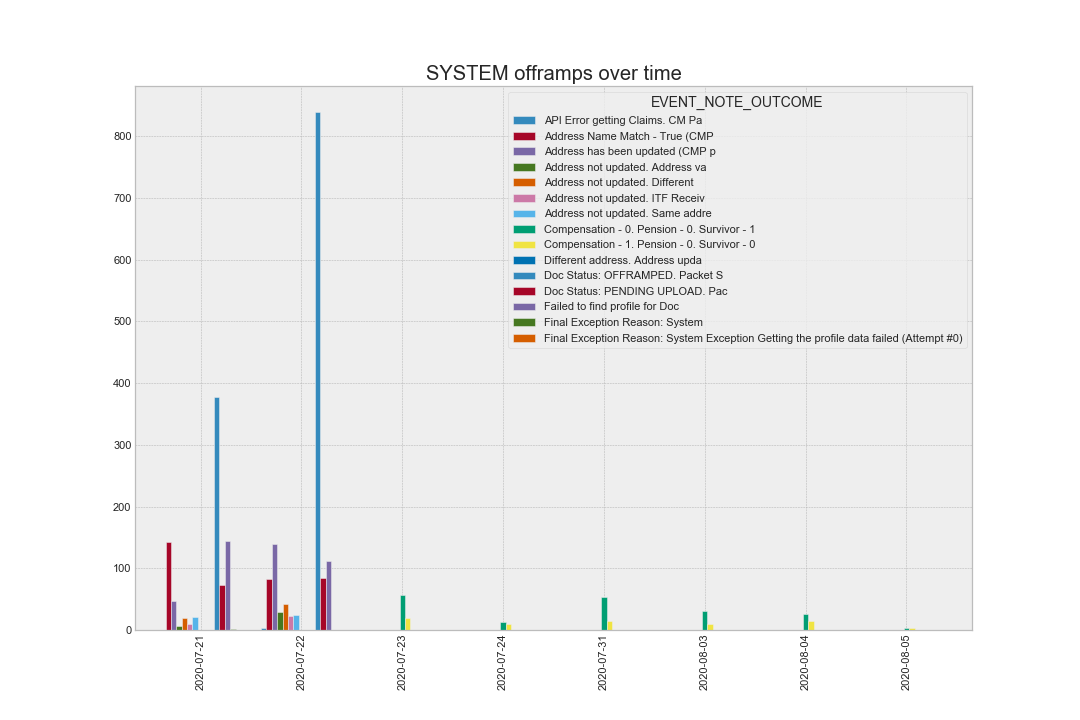 SYSTEM offramps over time
EVENT_NOTE_OUTCOME
API Error getting Claims. CM Pa
Address Name Match - True (CMP
Address has been updated (CMP p
Address not updated. Address va
Address not updated. Different
Address not updated. ITF Receiv
Address not updated. Same addre
Compensation - 0. Pension - 0. Survivor - 1
Compensation - 1. Pension - 0. Survivor - 0
Different address. Address upda
Doc Status: OFFRAMPED. Packet S
Doc Status: PENDING UPLOAD. Pac
Failed to find profile for Doc
Final Exception Reason: System
Final Exception Reason: System Exception Getting the profile data failed (Attempt #0)
800
700
600
500
400
300
200
100
0
2020-07-21
2020-07-22
2020-07-23
2020-07-24
2020-07-31
2020-08-03
2020-08-04
2020-08-05